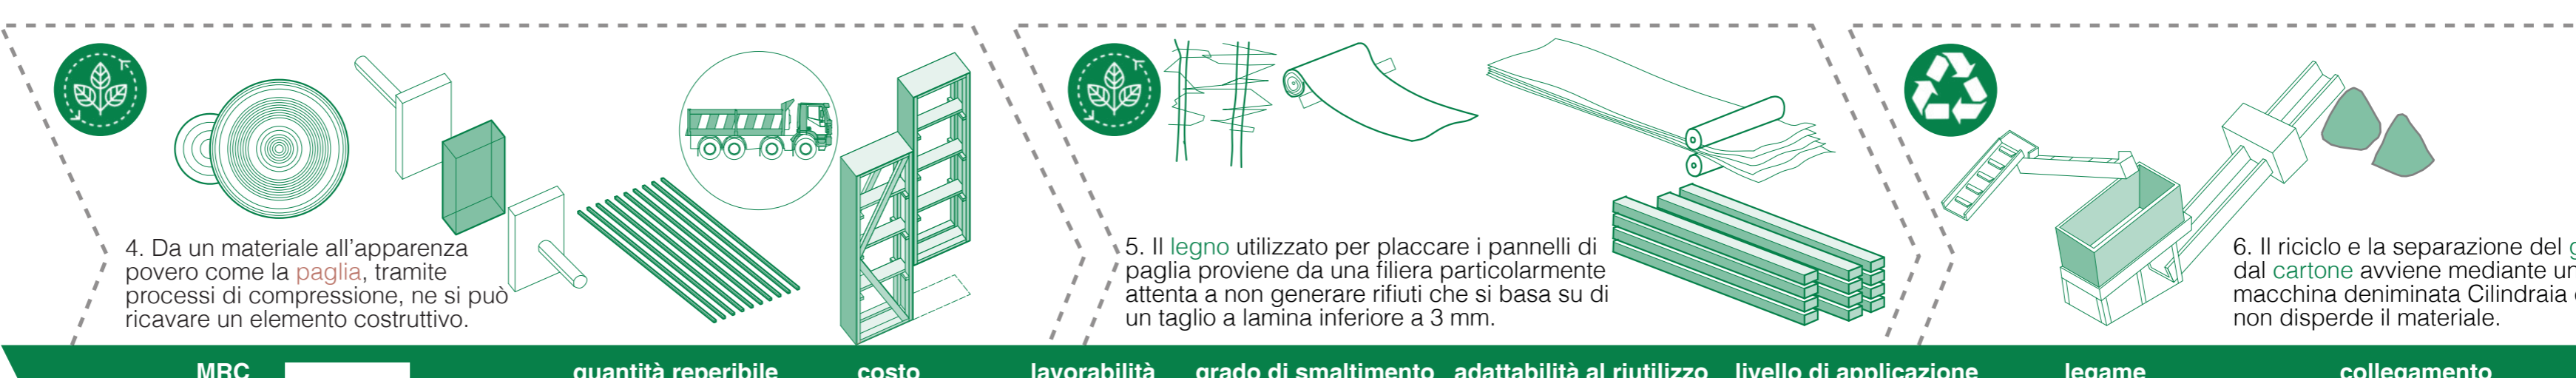 4. Da un materiale all'apparenza
povero come la paglia, tramite
processi di compressione, ne si può
ricavare un elemento costruttivo.
5. Il legno utilizzato per placcare i pannelli di
paglia proviene da una filiera particolarmente
attenta a non generare rifiuti che si basa su di
un taglio a lamina inferiore a 3 mm.
6. Il riciclo e la separazione del
dal cartone avviene mediante
macchina deniminata Cilindraia
non disperde il materiale.
MRC quantità reperibile costo lavorabilità grado di smaltimento adattabilità al riutilizzo livello di applicazione legame collegamento